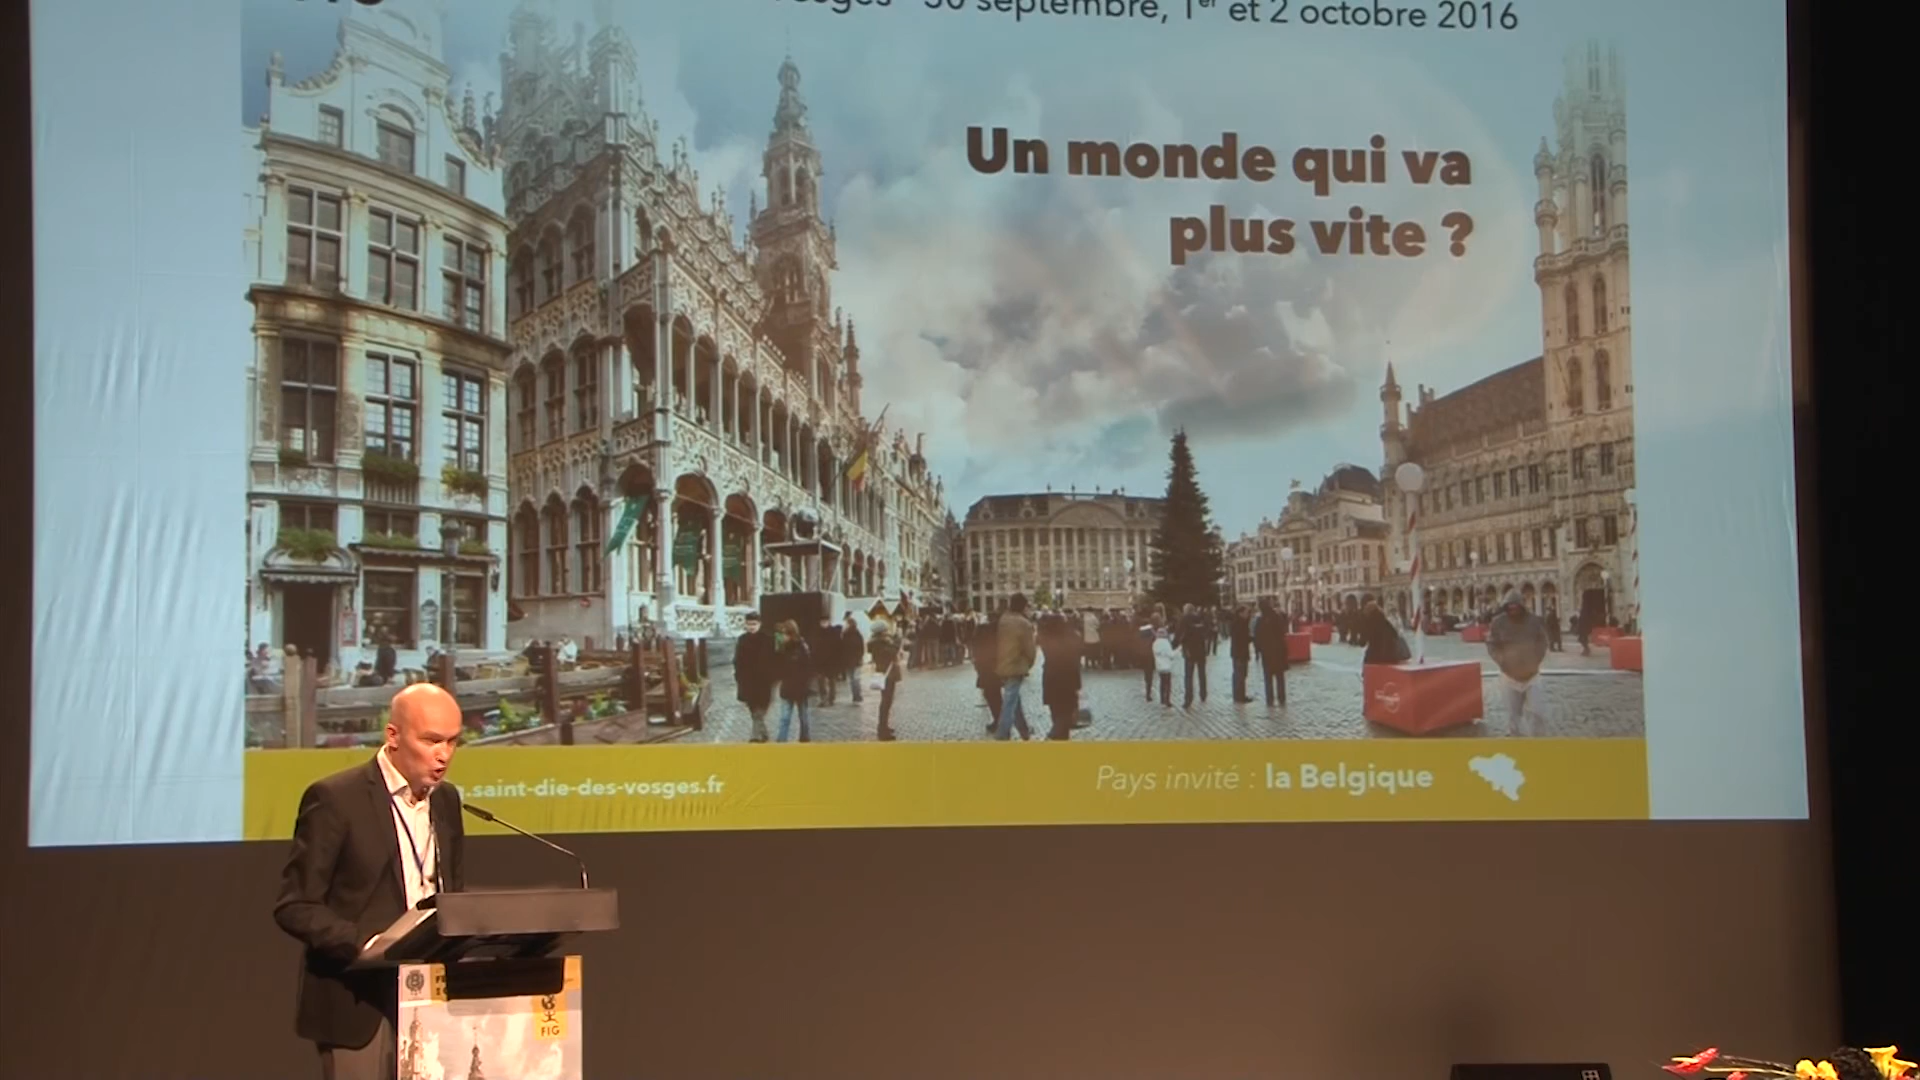 septembre, 1er et 2 octobre 2016
Un monde qui va
plus vite ?
.saint-die-des-vosges.fr
Pays invité : la Belgique
FIG